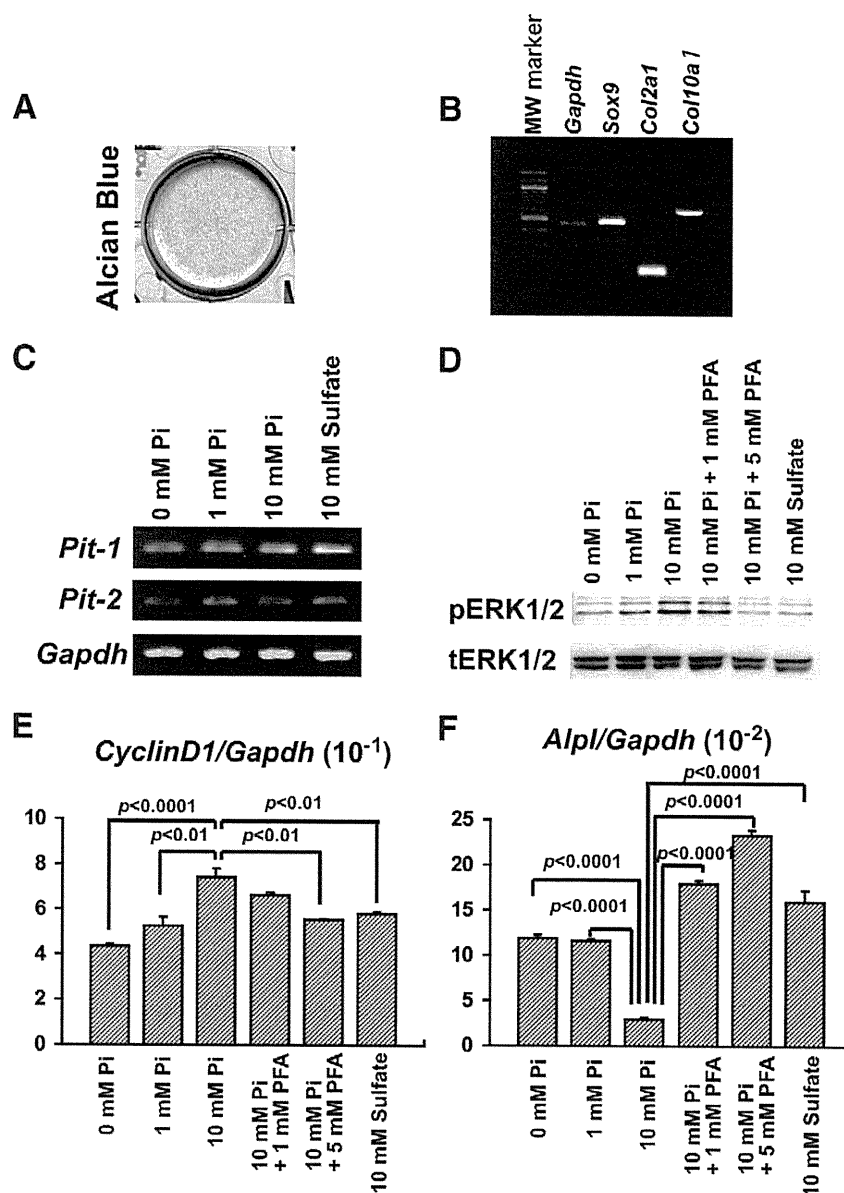 A
Alcian Blue
B
MW marker
Gapdh
Sox9
Col2a1
Col10a1
C
0 mM Pi
1 mM Pi
10 mM Pi
10 mM Sulfate
Pit-1
Pit-2
Gapdh
D
0 mM Pi
1 mM Pi
10 mM Pi
10 mM Pi + 1 mM PFA
10 mM Pi + 5 mM PFA
10 mM Sulfate
pERK1/2
tERK1/2
E
CyclinD1/Gapdh (10⁻¹)
10
8
6
4
2
0
p<0.0001
p<0.01
p<0.01
p<0.01
0 mM Pi
1 mM Pi
10 mM Pi
10 mM Pi
+ 1 mM PFA
10 mM Pi
+ 5 mM PFA
10 mM Sulfate
F
Alpl/Gapdh (10⁻²)
25
20
15
10
5
0
p<0.0001
p<0.0001
p<0.0001
p<0.0001
p<0.0001
0 mM Pi
1 mM Pi
10 mM Pi
10 mM Pi
+ 1 mM PFA
10 mM Pi
+ 5 mM PFA
10 mM Sulfate